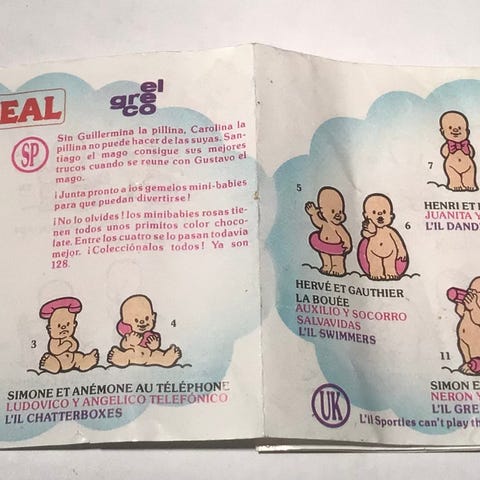 EAL
el
gre
co
SP
Sin Guillermina la pillina, Carolina la
pillina no puede hacer de las suyas. San-
tiago el mago consigue sus mejores
trucos cuando se reune con Gustavo el
mago.
¡Junta pronto a los gemelos mini-babies
para que puedan divertirse!
¡No lo olvides! los minibabies rosas tie-
nen todos unos primitos color choco-
late. Entre los cuatro se lo pasan todavia
mejor. ¡Colecciónalos todos! Ya son
128.
3
4
SIMONE ET ANÉMONE AU TÉLÉPHONE
LUDOVICO Y ANGELICO TELEFÓNICO
L'IL CHATTERBOXES
5
6
HERVÉ ET GAUTHIER
LA BOUÉE
AUXILIO Y SOCORRO
SALVAVIDAS
L'IL SWIMMERS
7
HENRI ET
JUANITA Y
L'IL DAND
11
SIMON E
NERON Y
L'IL GRE
UK
L'il Sporties can't play th